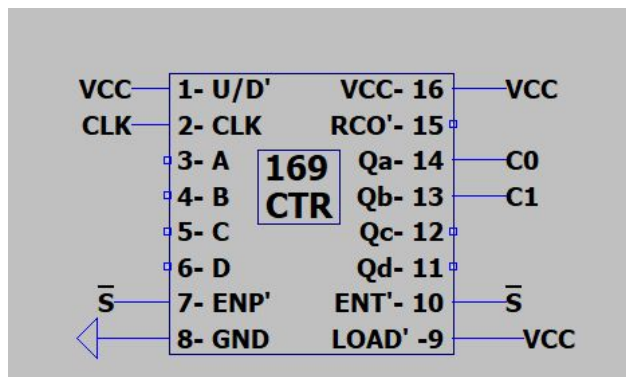 VCC 1- U/D' VCC- 16 VCC
CLK 2- CLK RCO'- 15
3- A 169 Qa- 14 C0
4- B CTR Qb- 13 C1
5- C Qc- 12
6- D Qd- 11
S̅ 7- ENP' ENT'- 10 S̅
8- GND LOAD' -9 VCC